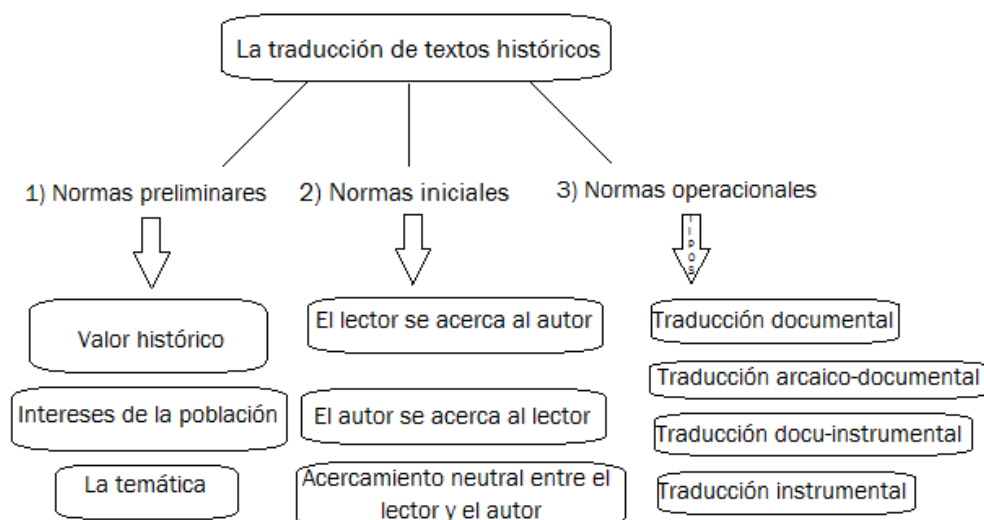 La traducción de textos históricos
1) Normas preliminares
2) Normas iniciales
3) Normas operacionales
Tipos
Valor histórico
Intereses de la población
La temática
El lector se acerca al autor
El autor se acerca al lector
Acercamiento neutral entre el
lector y el autor
Traducción documental
Traducción arcaico-documental
Traducción docu-instrumental
Traducción instrumental